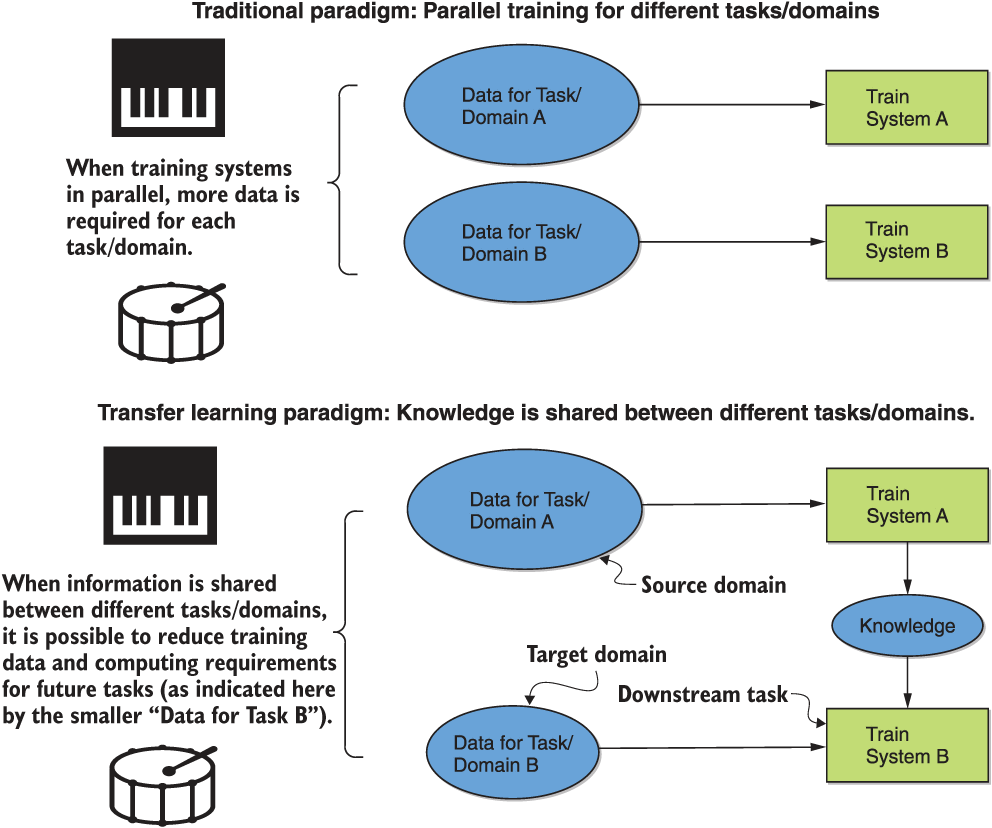 Traditional paradigm: Parallel training for different tasks/domains
When training systems
in parallel, more data is
required for each
task/domain.
Data for Task/
Domain A
Train
System A
Data for Task/
Domain B
Train
System B
Transfer learning paradigm: Knowledge is shared between different tasks/domains.
When information is shared
between different tasks/domains,
it is possible to reduce training
data and computing requirements
for future tasks (as indicated here
by the smaller “Data for Task B”).
Data for Task/
Domain A
Train
System A
Source domain
Knowledge
Target domain
Downstream task
Data for Task/
Domain B
Train
System B